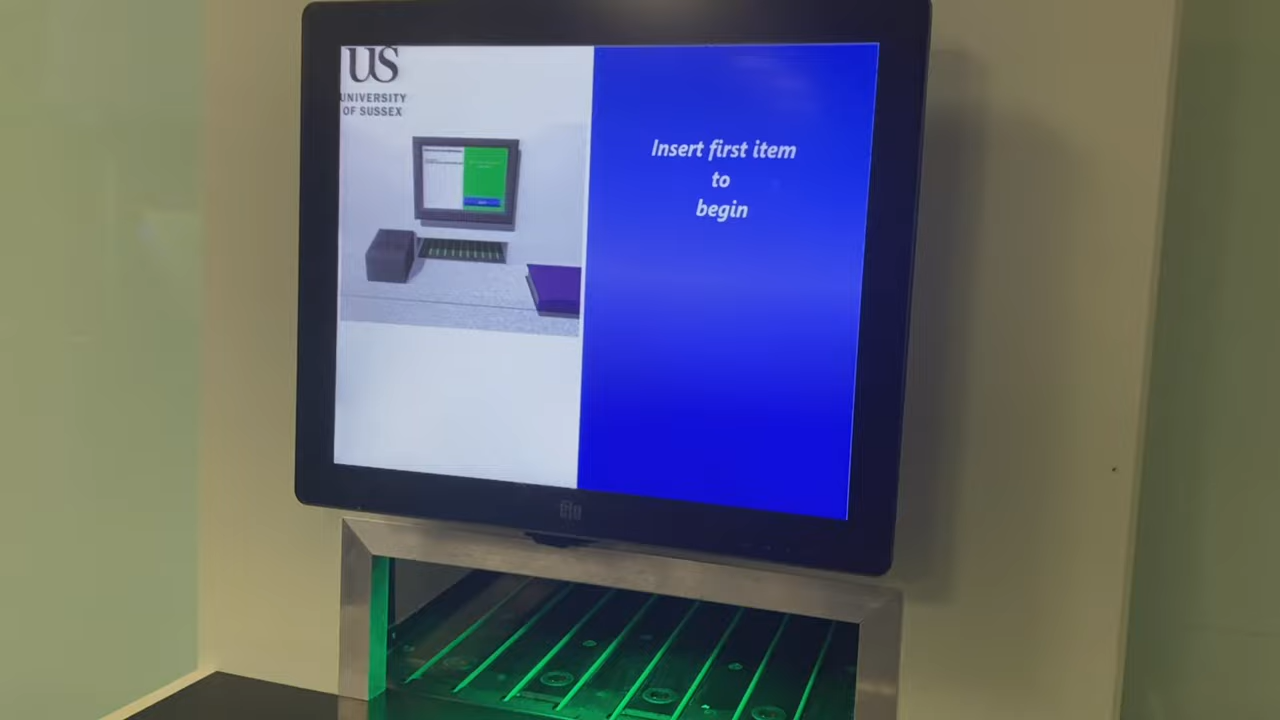 US
UNIVERSITY
OF SUSSEX
Insert first item
to
begin
elo